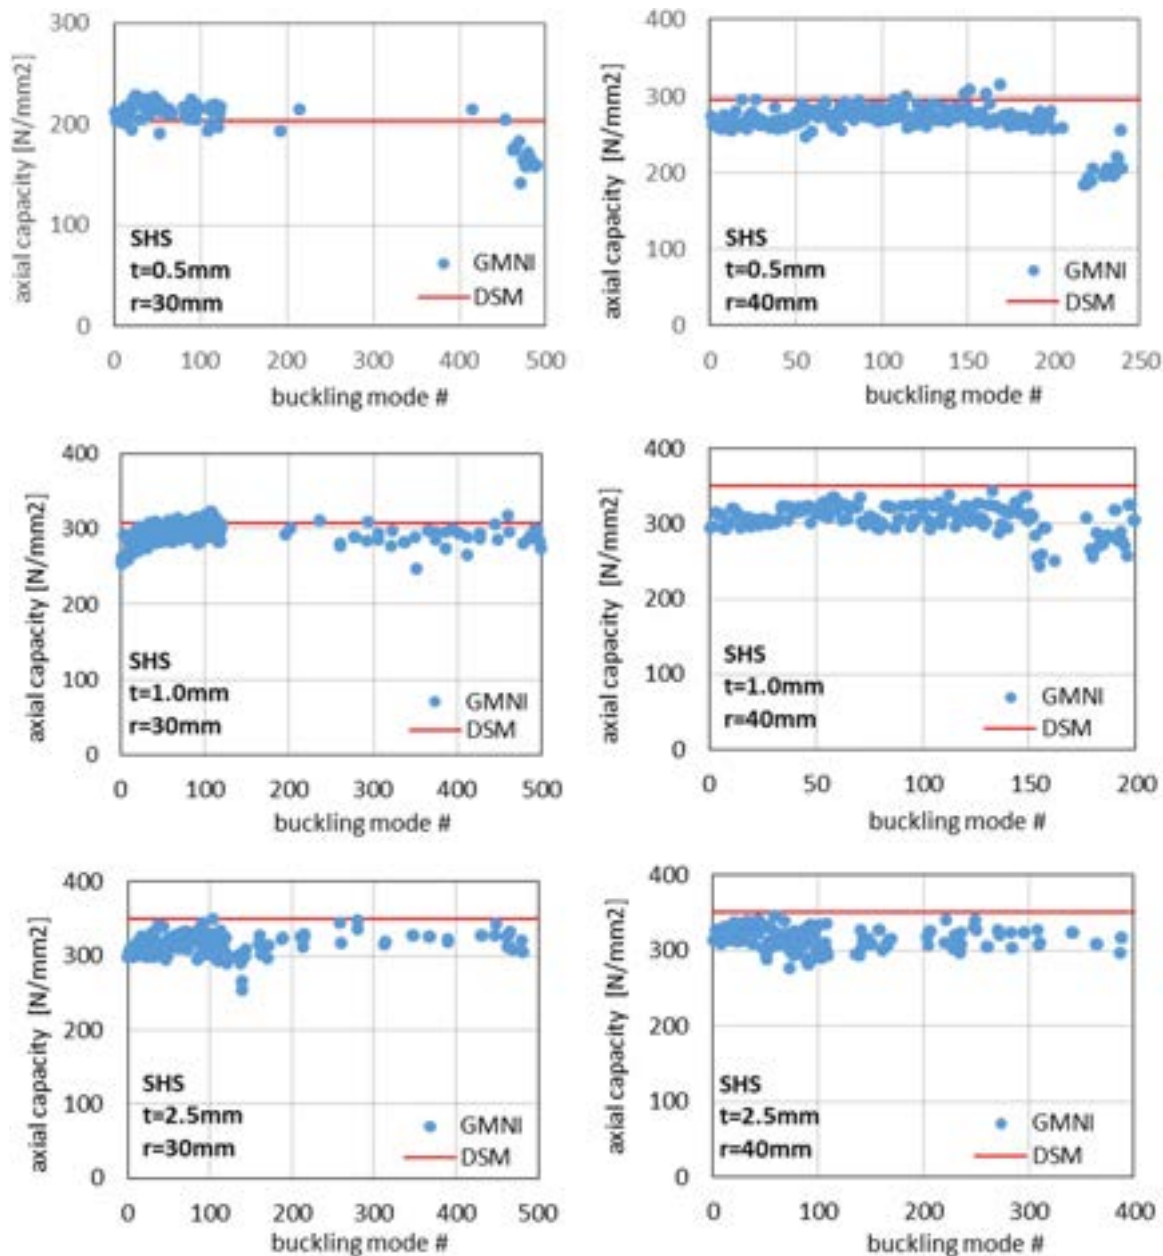 300
200
100
0
axial capacity [N/mm2]
SHS
t=0.5mm
r=30mm
GMNI
DSM
0 100 200 300 400 500
buckling mode #
400
300
200
100
0
axial capacity [N/mm2]
SHS
t=0.5mm
r=40mm
GMNI
DSM
0 50 100 150 200 250
buckling mode #
400
300
200
100
0
axial capacity [N/mm2]
SHS
t=1.0mm
r=30mm
GMNI
DSM
0 100 200 300 400 500
buckling mode #
400
300
200
100
0
axial capacity [N/mm2]
SHS
t=1.0mm
r=40mm
GMNI
DSM
0 50 100 150 200
buckling mode #
400
300
200
100
0
axial capacity [N/mm2]
SHS
t=2.5mm
r=30mm
GMNI
DSM
0 100 200 300 400 500
buckling mode #
400
300
200
100
0
axial capacity [N/mm2]
SHS
t=2.5mm
r=40mm
GMNI
DSM
0 100 200 300 400
buckling mode #